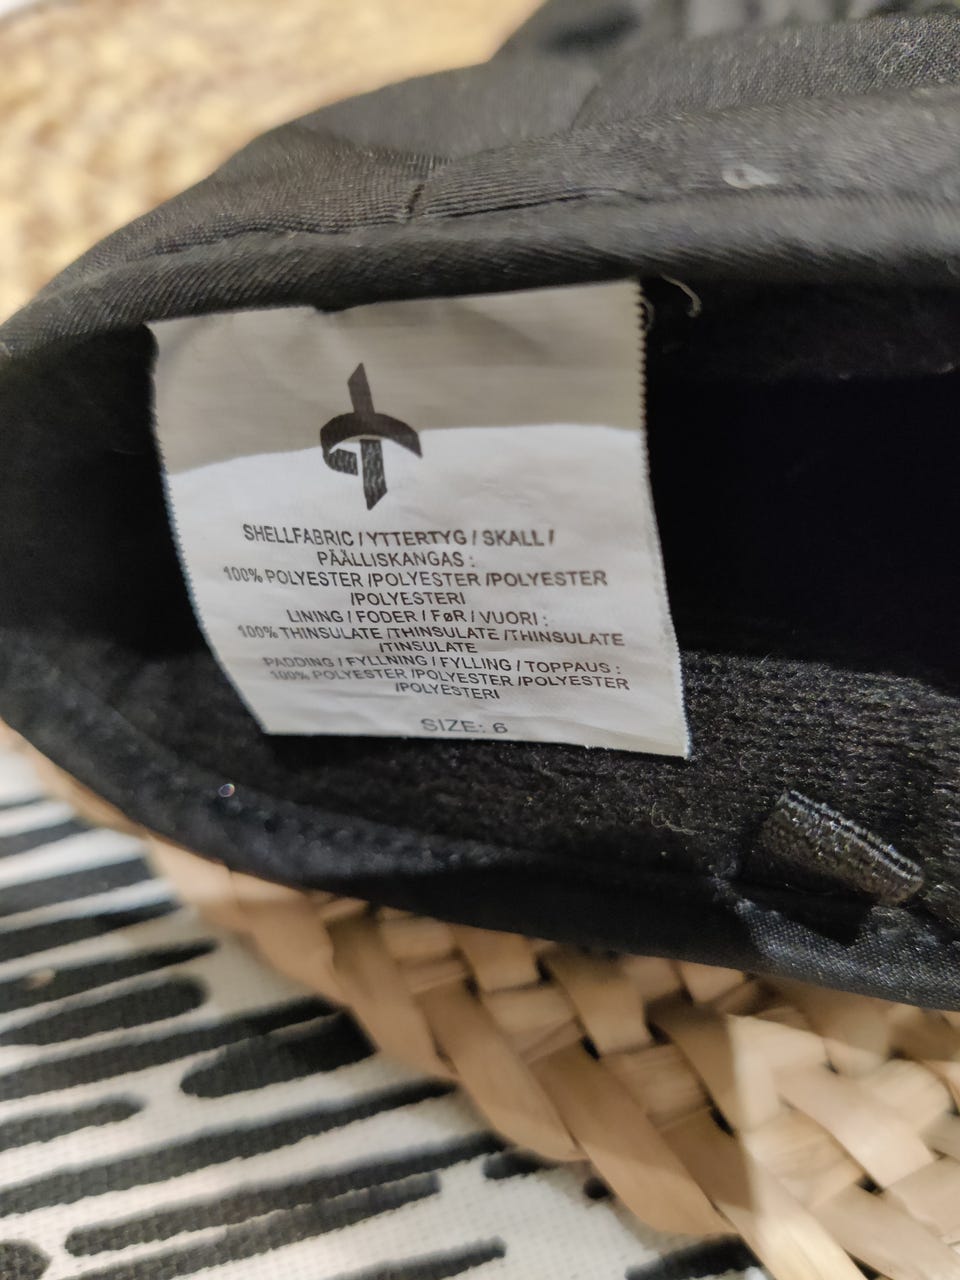 SHELLFABRIC / YTTERTYG / SKALL /
PÄÄLLISKANGAS :
100% POLYESTER /POLYESTER /POLYESTER
/POLYESTERI
LINING / FODER / FøR / VUORI :
100% THINSULATE /THINSULATE /THINSULATE
/TINSULATE
PADDING / FYLLNING / FYLLING / TOPPAUS :
100% POLYESTER /POLYESTER /POLYESTER
/POLYESTERI
SIZE: 6